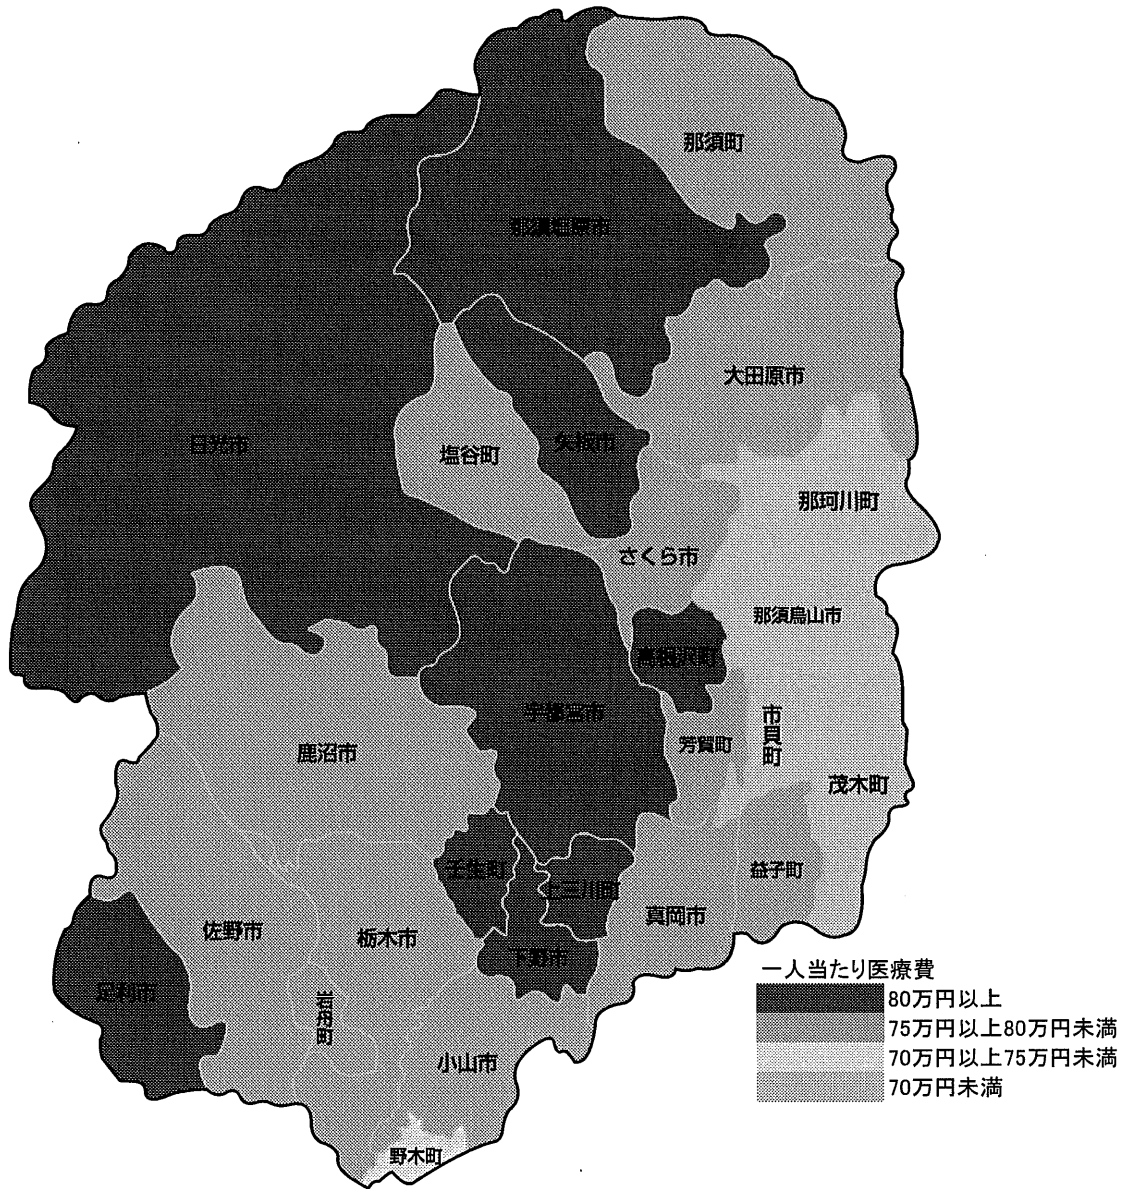 那須町
那須塩原市
大田原市
日光市
塩谷町
矢板市
那珂川町
さくら市
那須烏山市
高根沢町
宇都宮市
市貝町
芳賀町
鹿沼市
茂木町
壬生町
上三川町
益子町
真岡市
佐野市
栃木市
下野市
足利市
岩舟町
小山市
野木町
一人当たり医療費
80万円以上
75万円以上80万円未満
70万円以上75万円未満
70万円未満